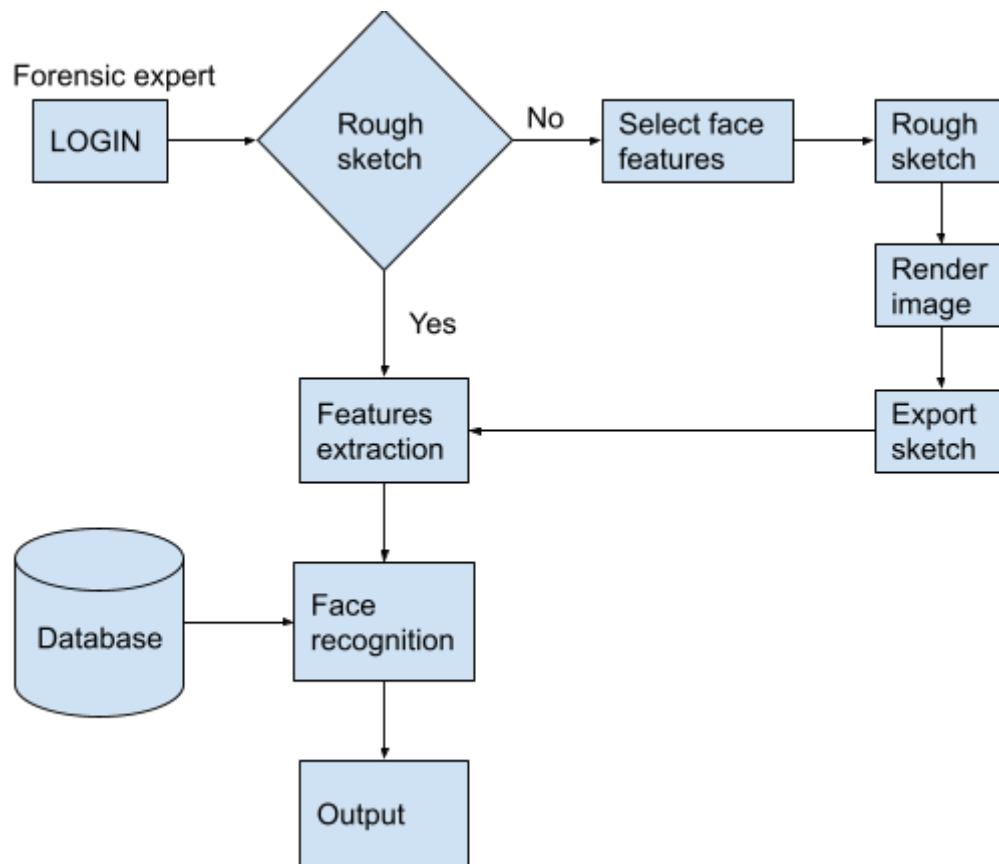 Forensic expert
LOGIN
Rough
sketch
No
Select face
features
Rough
sketch
Render
image
Yes
Features
extraction
Export
sketch
Database
Face
recognition
Output